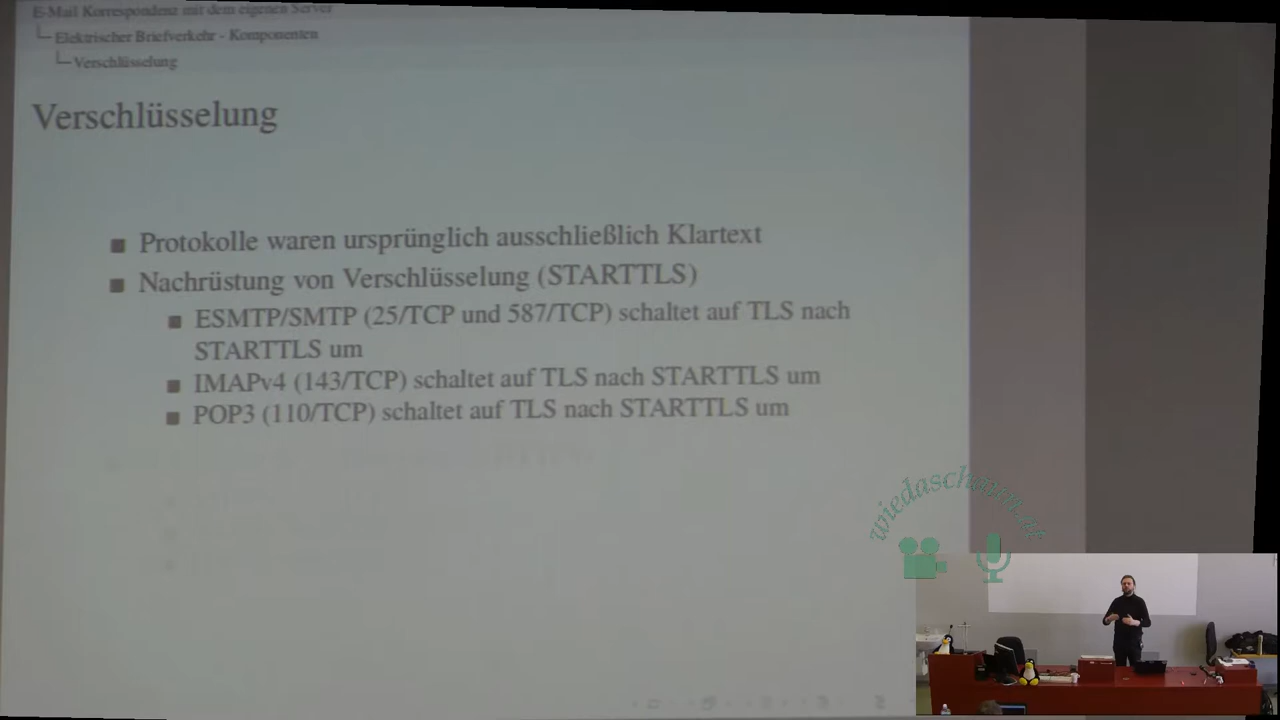 E-Mail Korrespondenz mit dem eigenen Server
Elektrischer Briefverkehr - Komponenten
Verschlüsselung
Verschlüsselung
Protokolle waren ursprünglich ausschließlich Klartext
Nachrüstung von Verschlüsselung (STARTTLS)
ESMTP/SMTP (25/TCP und 587/TCP) schaltet auf TLS nach
STARTTLS um
IMAPv4 (143/TCP) schaltet auf TLS nach STARTTLS um
POP3 (110/TCP) schaltet auf TLS nach STARTTLS um
wiedaschaun.at